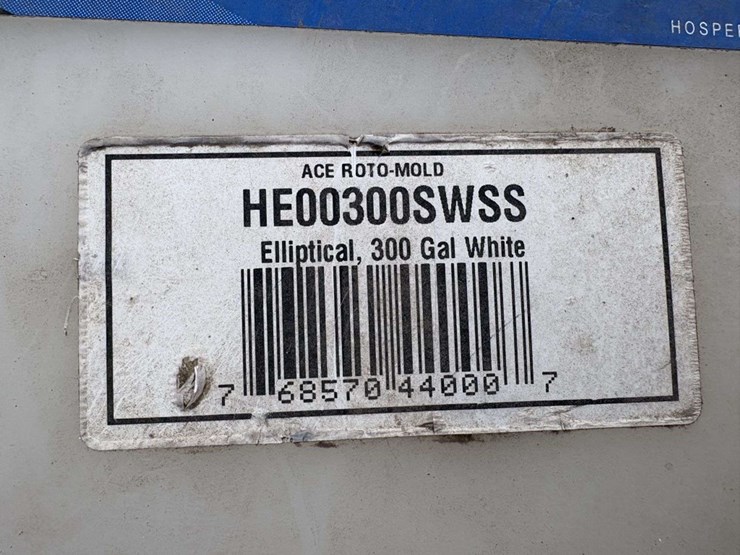 HOSPE
ACE ROTO-MOLD
HE00300SWSS
Elliptical, 300 Gal White
7 68570 44000 7